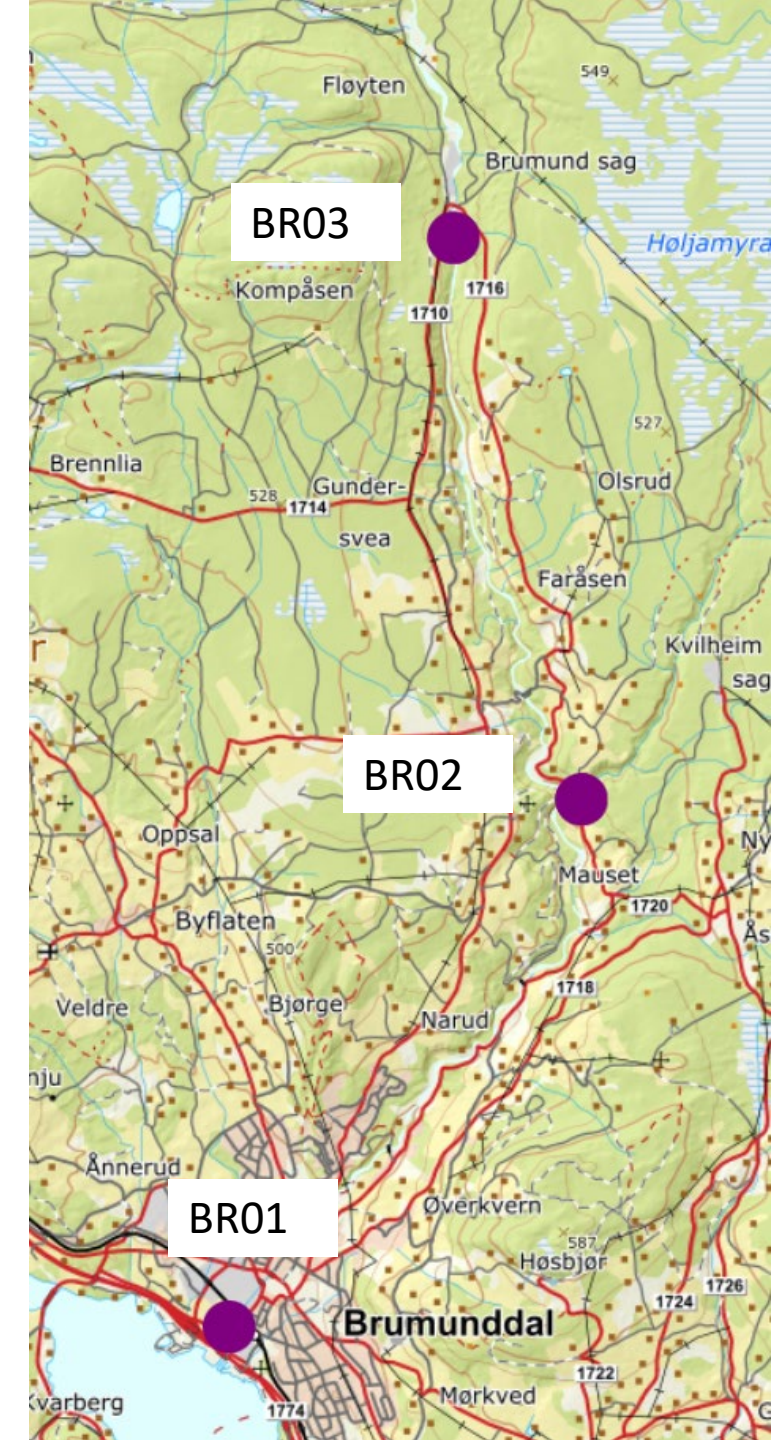 549
Fløyten
Brumund sag
BR03
Høljamyra
Kompåsen
1716
1710
527
Brennlia
Olsrud
528
1714
Gunder-
svea
Faråsen
Kvilheim
sag
BR02
Oppsal
Mauset
1720
Byflaten
500
1718
Veldre
Bjørge
Narud
Ånnerud
BR01
Øverkvern
587
Høsbjør
1726
1724
Brumunddal
1722
Mørkved
Kvarberg
1774